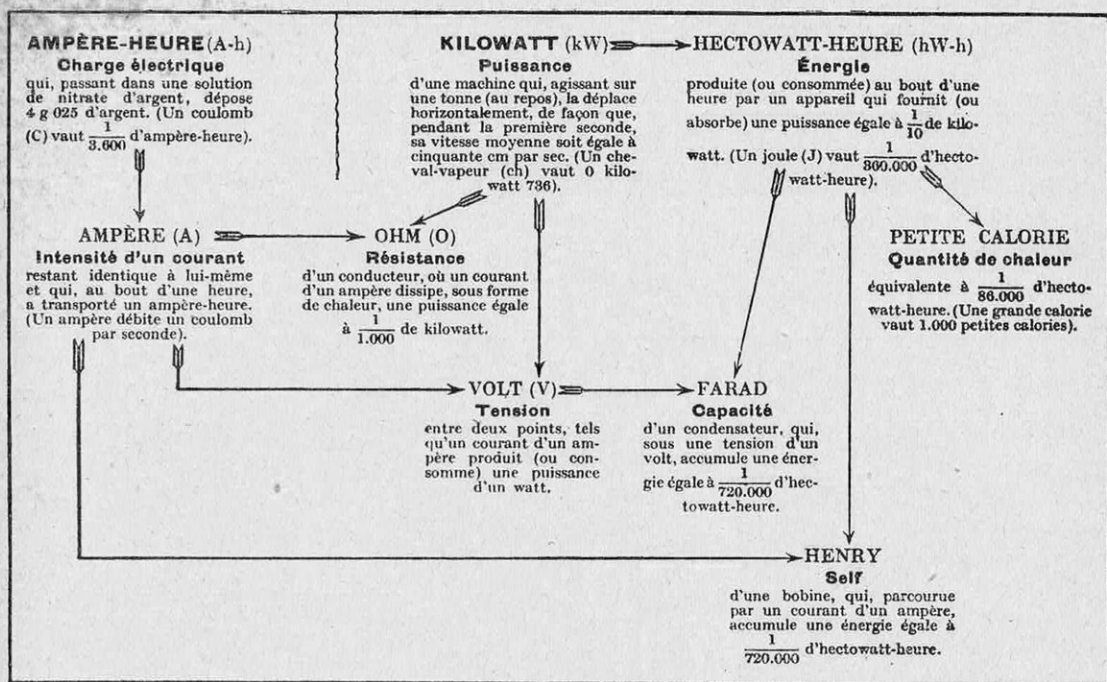 AMPÈRE-HEURE (A-h)
Charge électrique
qui, passant dans une solution
de nitrate d'argent, dépose
4 g 025 d'argent. (Un coulomb
(C) vaut 1/3.600 d'ampère-heure).
KILOWATT (kW)
Puissance
d'une machine qui, agissant sur
une tonne (au repos), la déplace
horizontalement, de façon que,
pendant la première seconde,
sa vitesse moyenne soit égale à
cinquante cm par sec. (Un che-
val-vapeur (ch) vaut 0 kilo-
watt 736).
HECTOWATT-HEURE (hW-h)
Énergie
produite (ou consommée) au bout d'une
heure par un appareil qui fournit (ou
absorbe) une puissance égale à 1/10 de kilo-
watt. (Un joule (J) vaut 1/360.000 d'hecto-
watt-heure).
AMPÈRE (A)
Intensité d'un courant
restant identique à lui-même
et qui, au bout d'une heure,
a transporté un ampère-heure.
(Un ampère débite un coulomb
par seconde).
OHM (O)
Résistance
d'un conducteur, où un courant
d'un ampère dissipe, sous forme
de chaleur, une puissance égale
à 1/1.000 de kilowatt.
PETITE CALORIE
Quantité de chaleur
équivalente à 1/86.000 d'hecto-
watt-heure. (Une grande calorie
vaut 1.000 petites calories).
VOLT (V)
Tension
entre deux points, tels
qu'un courant d'un am-
père produit (ou con-
somme) une puissance
d'un watt.
FARAD
Capacité
d'un condensateur, qui,
sous une tension d'un
volt, accumule une éner-
gie égale à 1/720.000 d'hec-
towatt-heure.
HENRY
Self
d'une bobine, qui, parcourue
par un courant d'un ampère,
accumule une énergie égale à
1/720.000 d'hectowatt-heure.